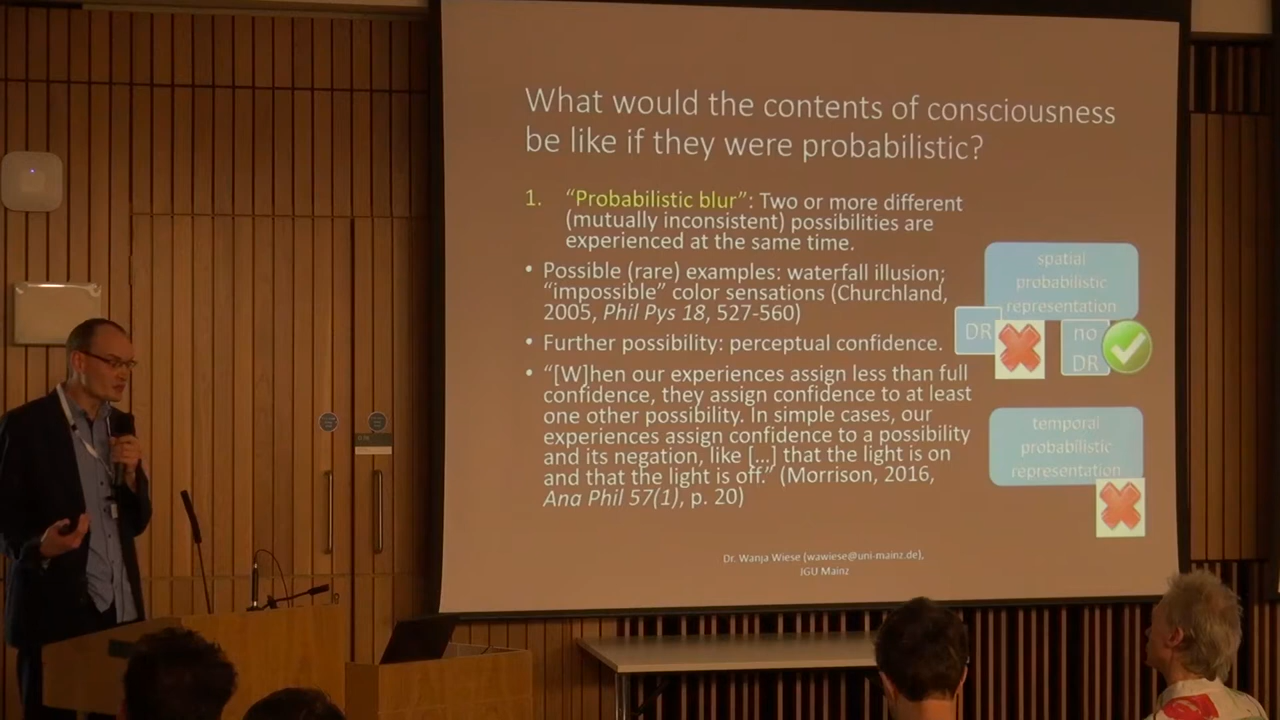 What would the contents of consciousness
be like if they were probabilistic?
1. “Probabilistic blur”: Two or more different
(mutually inconsistent) possibilities are
experienced at the same time.
• Possible (rare) examples: waterfall illusion;
“impossible” color sensations (Churchland,
2005, Phil Pys 18, 527-560)
• Further possibility: perceptual confidence.
• “[W]hen our experiences assign less than full
confidence, they assign confidence to at least
one other possibility. In simple cases, our
experiences assign confidence to a possibility
and its negation, like […] that the light is on
and that the light is off.” (Morrison, 2016,
Ana Phil 57(1), p. 20)
spatial
probabilistic
representation
DR
no
DR
temporal
probabilistic
representation
Dr. Wanja Wiese (wawiese@uni-mainz.de),
JGU Mainz